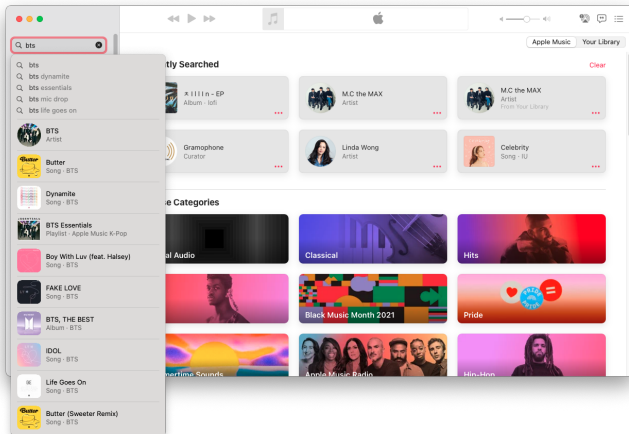 bts
Apple Music
Your Library
bts
bts dynamite
bts essentials
bts mic drop
bts life goes on
BTS
Artist
Butter
Song · BTS
Dynamite
Song · BTS
BTS Essentials
Playlist · Apple Music K-Pop
Boy With Luv (feat. Halsey)
Song · BTS
FAKE LOVE
Song · BTS
BTS, THE BEST
Album · BTS
IDOL
Song · BTS
Life Goes On
Song · BTS
Butter (Sweeter Remix)
Song · BTS
tly Searched
Clear
Album · lofi
M.C the MAX
Artist
M.C the MAX
Artist
From Your Library
Gramophone
Curator
Linda Wong
Artist
Celebrity
Song · IU
se Categories
al Audio
Classical
Hits
Black Music Month 2021
Pride
mertime Sounds
Apple Music Radio
Hip-Hop